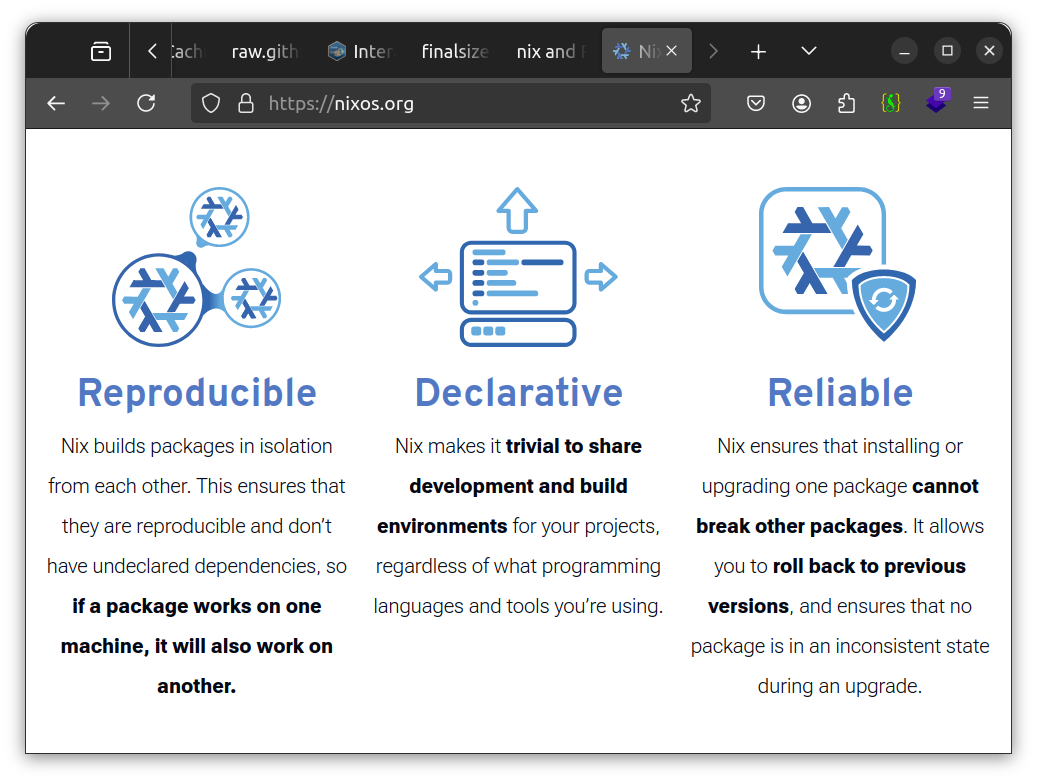 raw.gith
Inter
finalsize
nix and
Nix
https://nixos.org
9
Reproducible
Nix builds packages in isolation
from each other. This ensures that
they are reproducible and don’t
have undeclared dependencies, so
if a package works on one
machine, it will also work on
another.
Declarative
Nix makes it trivial to share
development and build
environments for your projects,
regardless of what programming
languages and tools you’re using.
Reliable
Nix ensures that installing or
upgrading one package cannot
break other packages. It allows
you to roll back to previous
versions, and ensures that no
package is in an inconsistent state
during an upgrade.